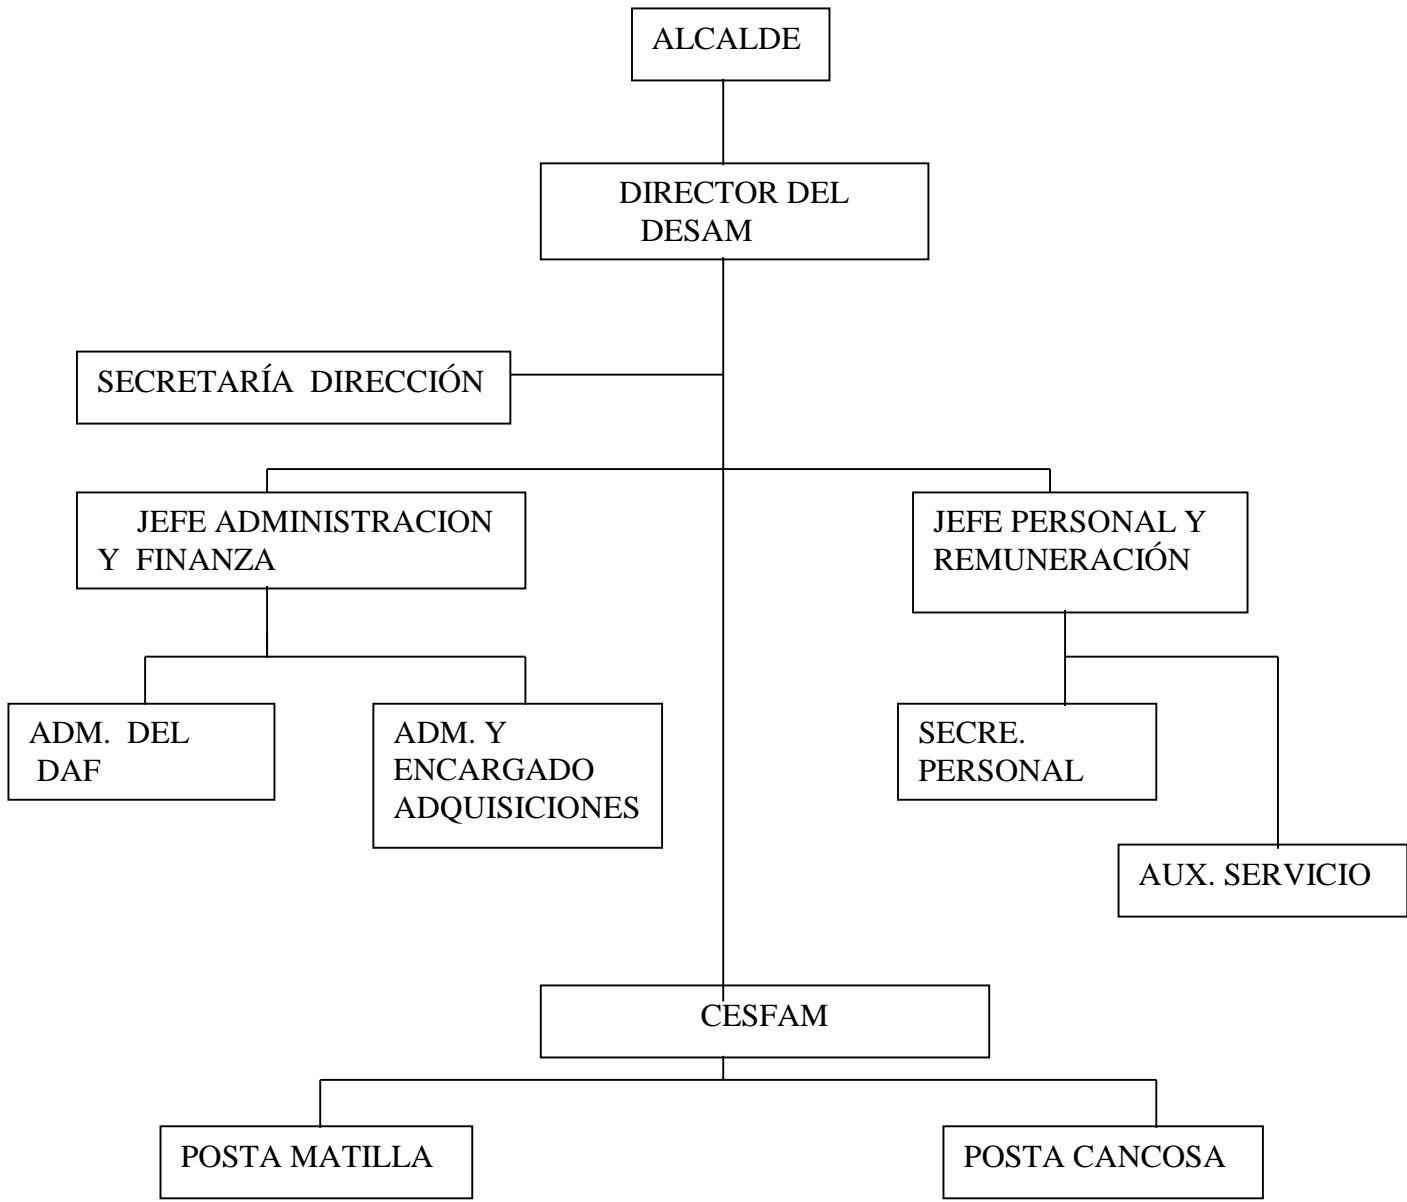 ALCALDE
DIRECTOR DEL
DESAM
SECRETARÍA DIRECCIÓN
JEFE ADMINISTRACION
Y FINANZA
JEFE PERSONAL Y
REMUNERACIÓN
ADM. DEL
DAF
ADM. Y
ENCARGADO
ADQUISICIONES
SECRE.
PERSONAL
AUX. SERVICIO
CESFAM
POSTA MATILLA
POSTA CANCOSA